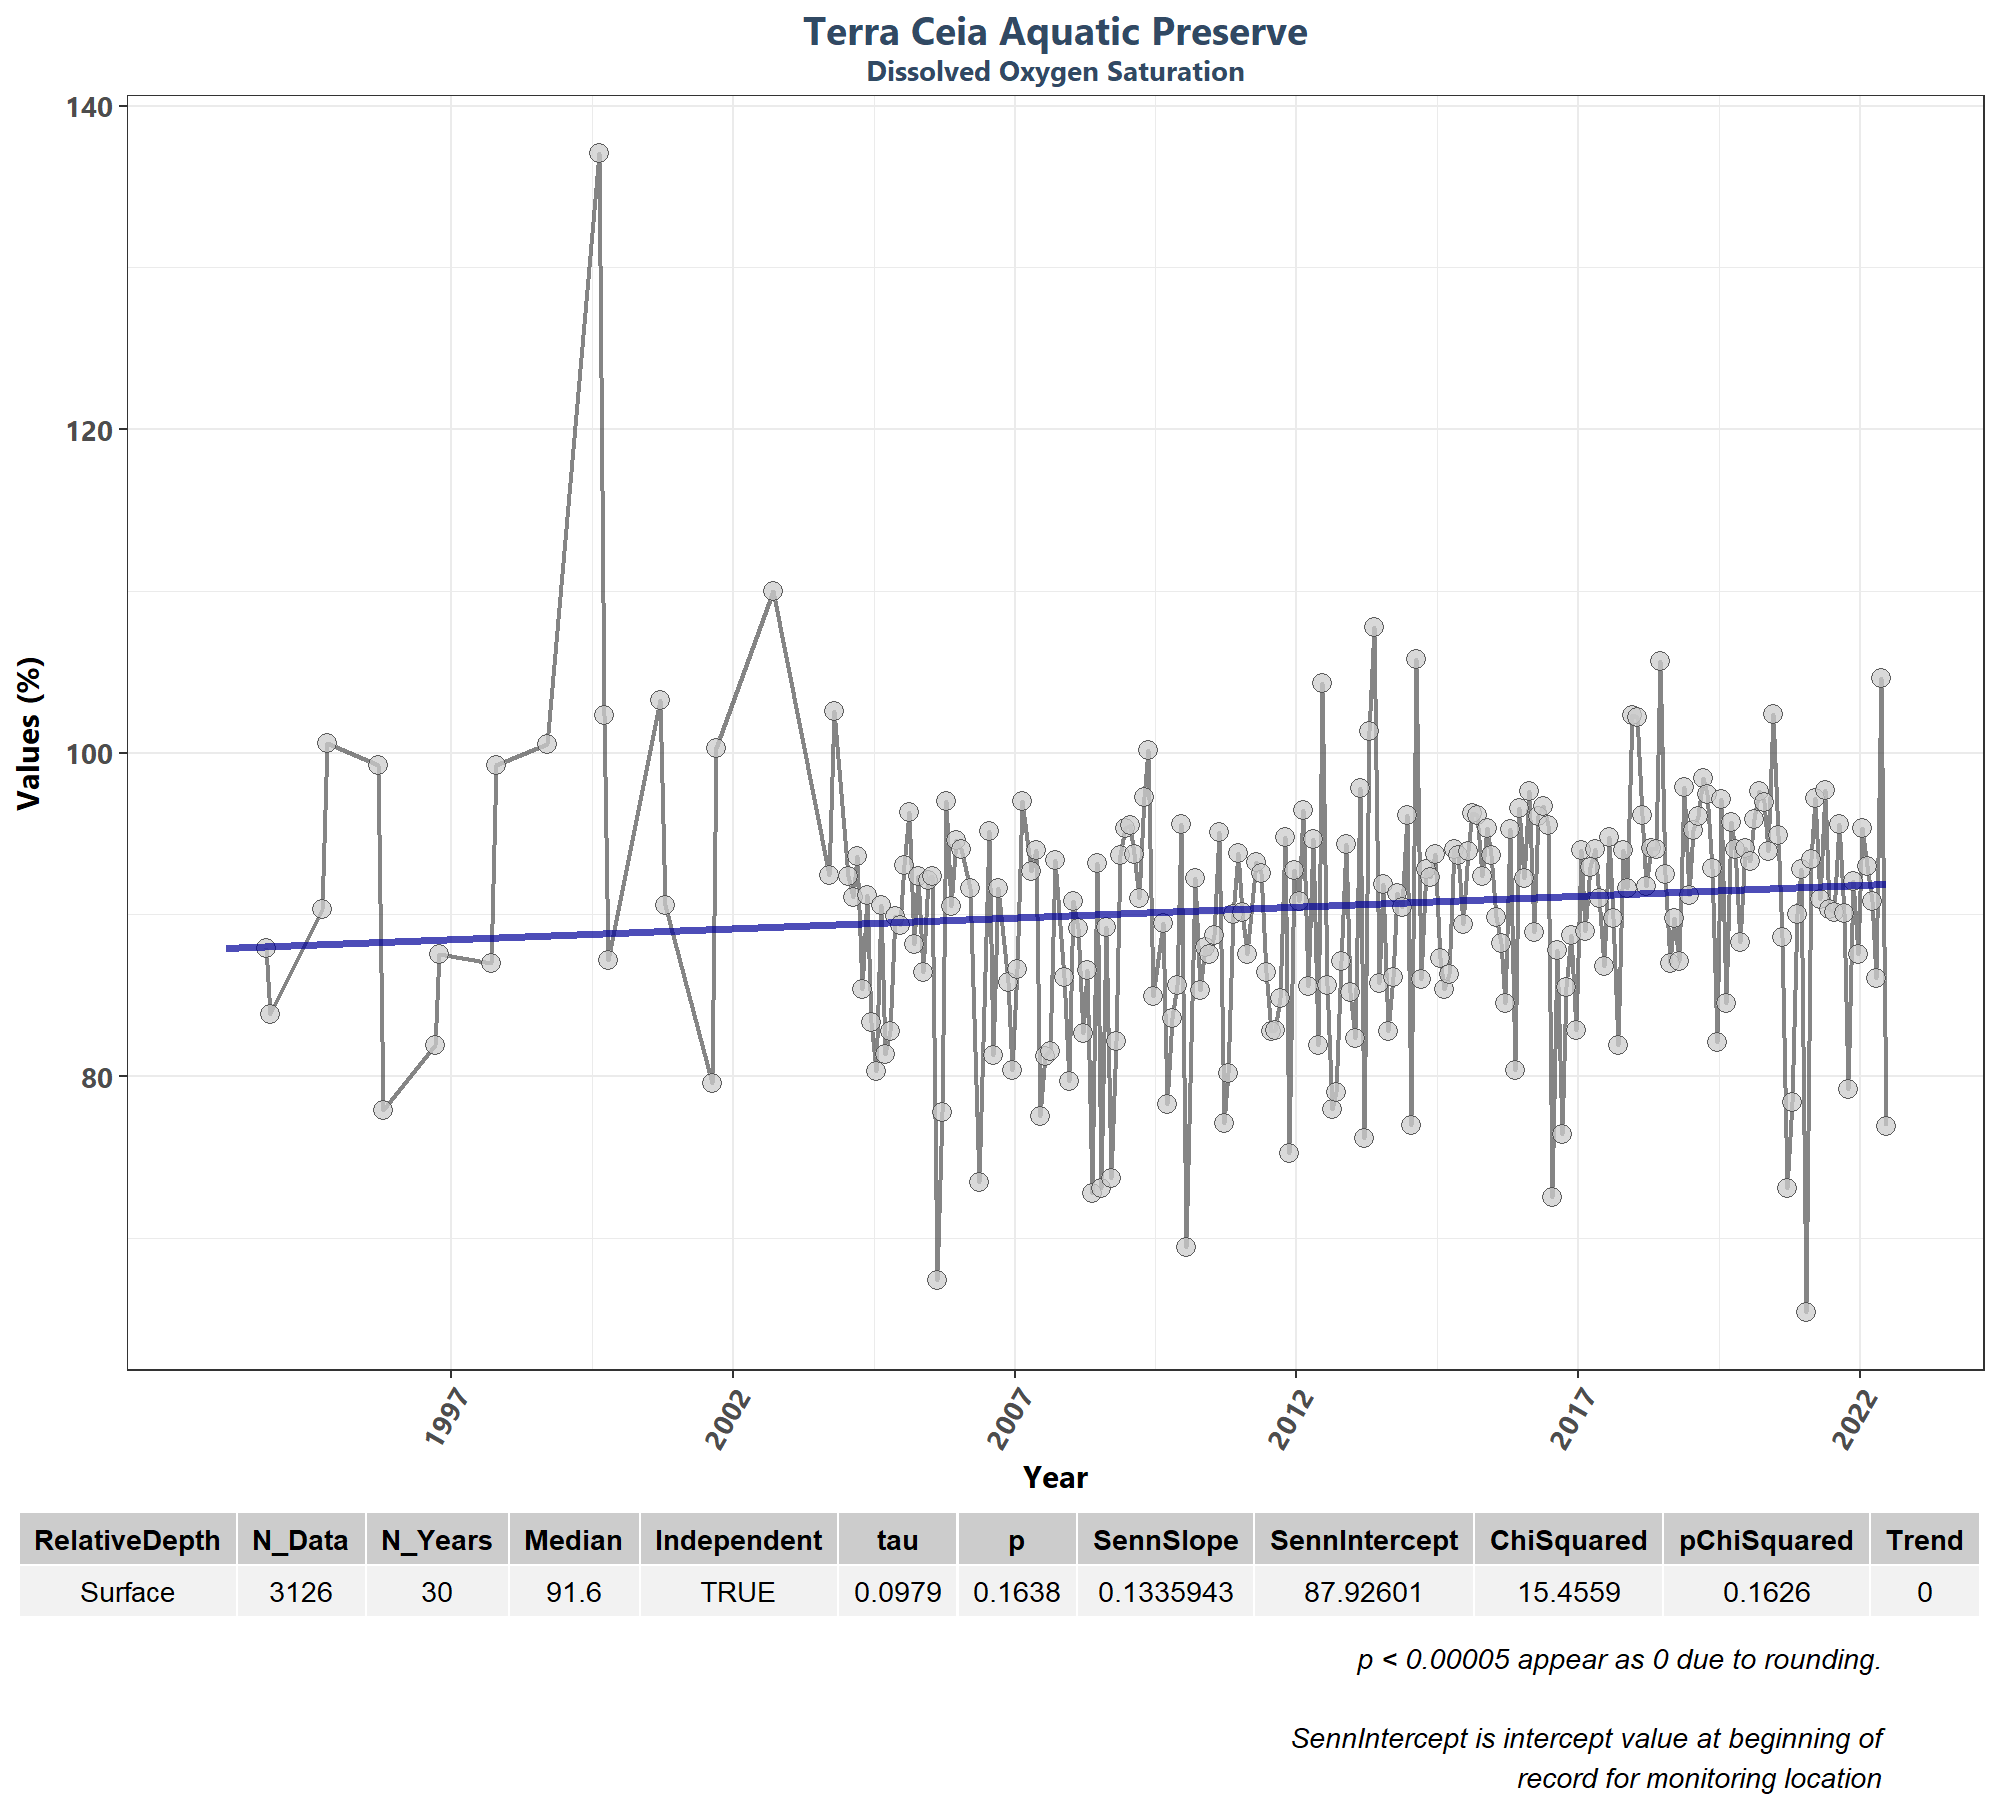 Terra Ceia Aquatic Preserve
Dissolved Oxygen Saturation
140
120
100
80
Values (%)
1997
2002
2007
2012
2017
2022
Year
RelativeDepth N_Data N_Years Median Independent tau p SennSlope SennIntercept ChiSquared pChiSquared Trend
Surface 3126 30 91.6 TRUE 0.0979 0.1638 0.1335943 87.92601 15.4559 0.1626 0
p < 0.00005 appear as 0 due to rounding.
SennIntercept is intercept value at beginning of
record for monitoring location